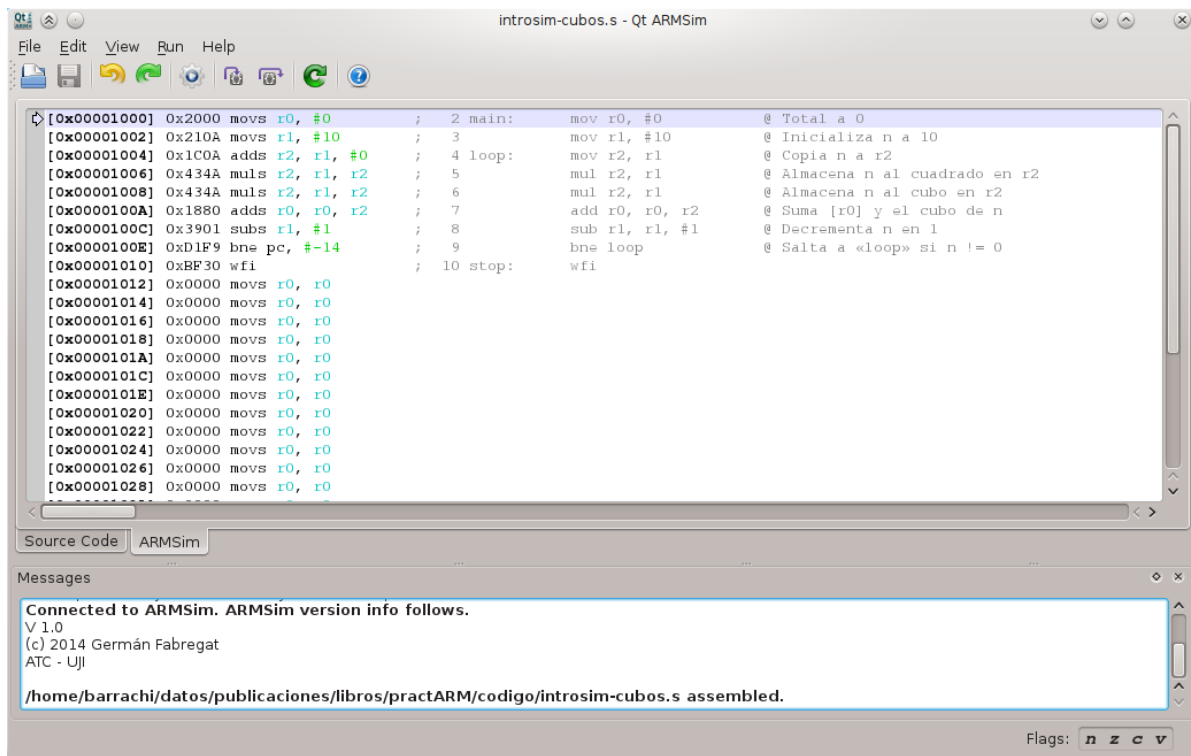 introsim-cubos.s - Qt ARMSim
File Edit View Run Help
[0x00001000] 0x2000 movs r0, #0 ; 2 main: mov r0, #0 @ Total a 0
[0x00001002] 0x210A movs r1, #10 ; 3 mov r1, #10 @ Inicializa n a 10
[0x00001004] 0x1C0A adds r2, r1, #0 ; 4 loop: mov r2, r1 @ Copia n a r2
[0x00001006] 0x434A muls r2, r1, r2 ; 5 mul r2, r1 @ Almacena n al cuadrado en r2
[0x00001008] 0x434A muls r2, r1, r2 ; 6 mul r2, r1 @ Almacena n al cubo en r2
[0x0000100A] 0x1880 adds r0, r0, r2 ; 7 add r0, r0, r2 @ Suma [r0] y el cubo de n
[0x0000100C] 0x3901 subs r1, #1 ; 8 sub r1, r1, #1 @ Decrementa n en 1
[0x0000100E] 0xD1F9 bne pc, #-14 ; 9 bne loop @ Salta a «loop» si n != 0
[0x00001010] 0xBF30 wfi ; 10 stop: wfi
[0x00001012] 0x0000 movs r0, r0
[0x00001014] 0x0000 movs r0, r0
[0x00001016] 0x0000 movs r0, r0
[0x00001018] 0x0000 movs r0, r0
[0x0000101A] 0x0000 movs r0, r0
[0x0000101C] 0x0000 movs r0, r0
[0x0000101E] 0x0000 movs r0, r0
[0x00001020] 0x0000 movs r0, r0
[0x00001022] 0x0000 movs r0, r0
[0x00001024] 0x0000 movs r0, r0
[0x00001026] 0x0000 movs r0, r0
[0x00001028] 0x0000 movs r0, r0
Source Code ARMSim
Messages
Connected to ARMSim. ARMSim version info follows.
V 1.0
(c) 2014 Germán Fabregat
ATC - UJI
/home/barrachi/datos/publicaciones/libros/practARM/codigo/introsim-cubos.s assembled.
Flags: n z c v